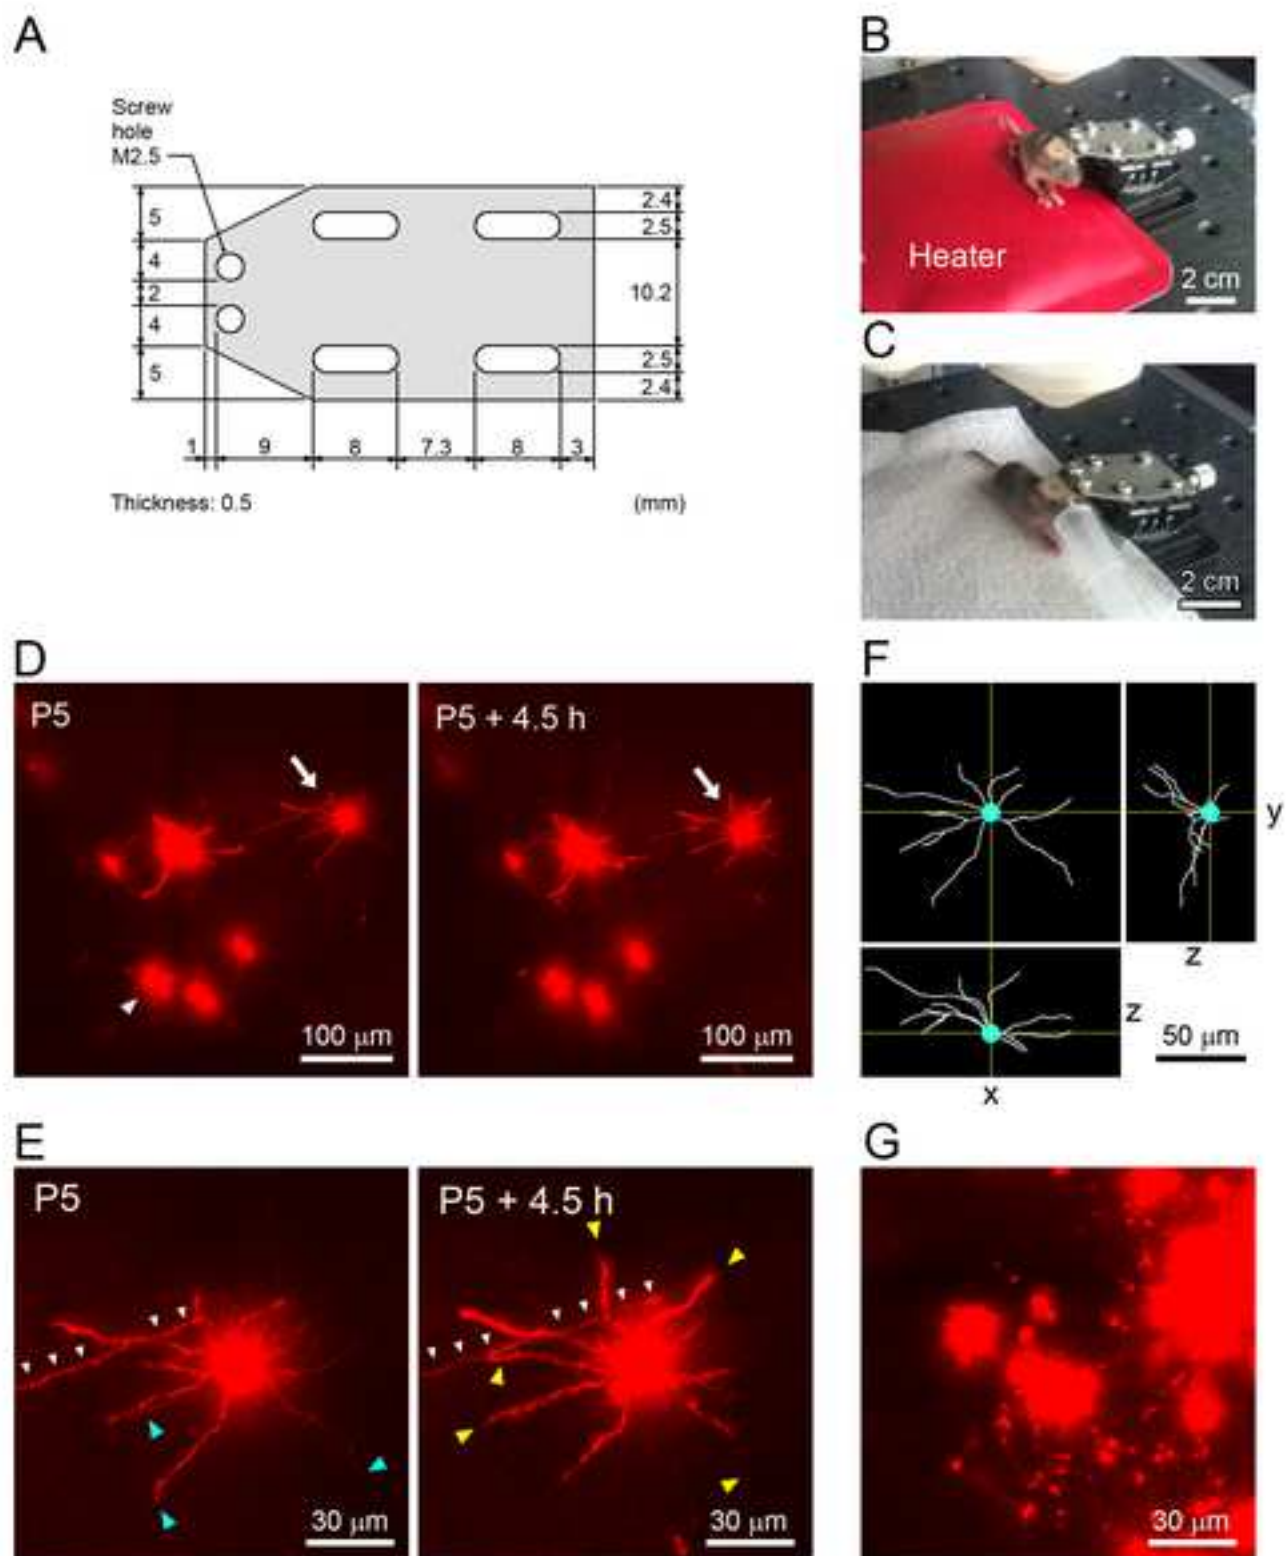 A
Screw
hole
M2.5
5
4
2
4
5
2.4
2.5
10.2
2.5
2.4
1
9
8
7.3
8
3
Thickness: 0.5
(mm)
B
Heater
2 cm
C
2 cm
D
P5
100 μm
P5 + 4.5 h
100 μm
F
y
z
z
50 μm
x
E
P5
30 μm
P5 + 4.5 h
30 μm
G
30 μm